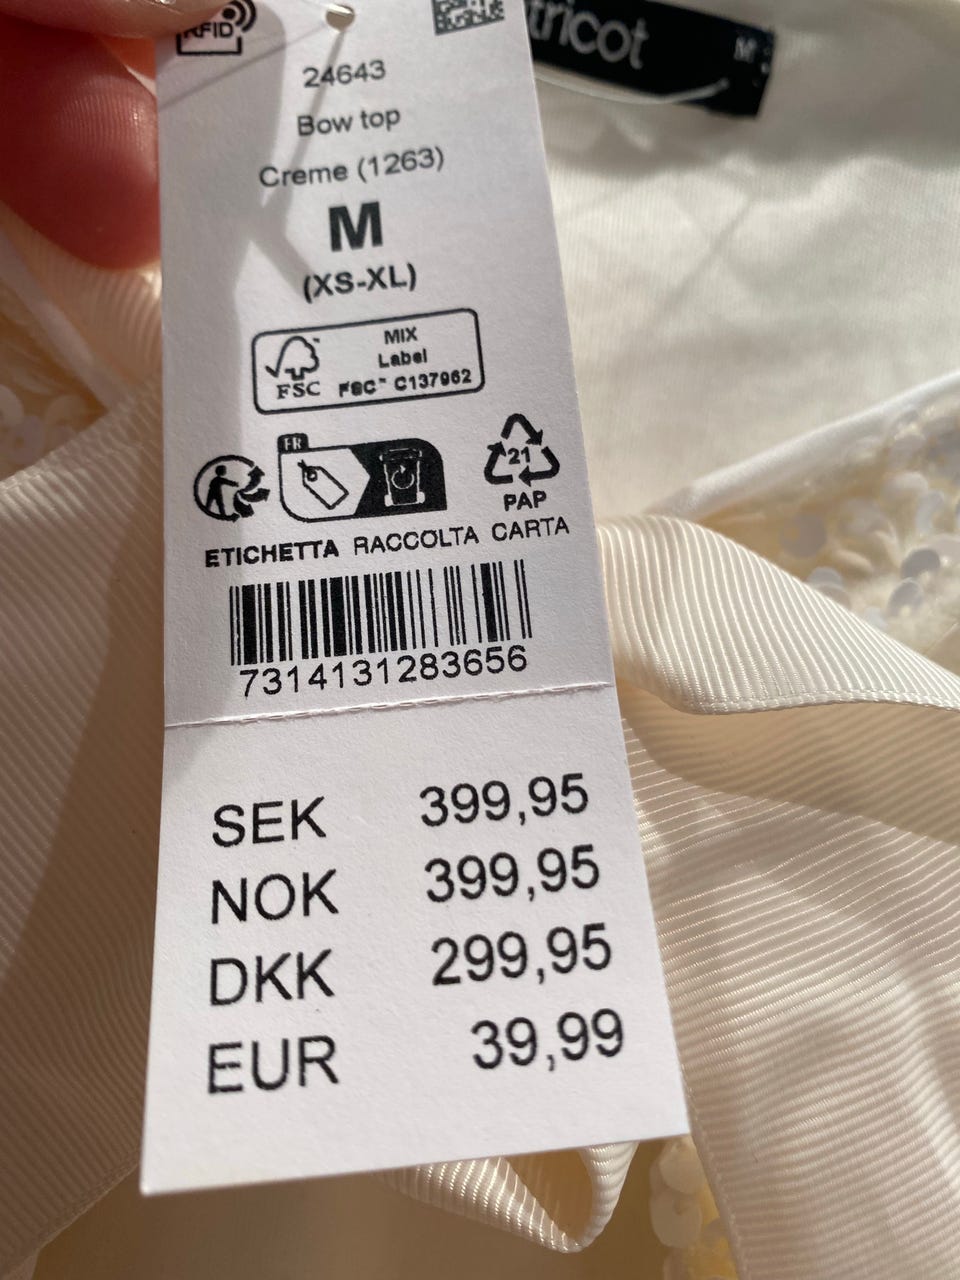 RFID
tricot
M
24643
Bow top
Creme (1263)
M
(XS-XL)
MIX
Label
FSC
FSC™ C137962
FR
21
PAP
ETICHETTA RACCOLTA CARTA
7314131283656
SEK 399,95
NOK 399,95
DKK 299,95
EUR 39,99